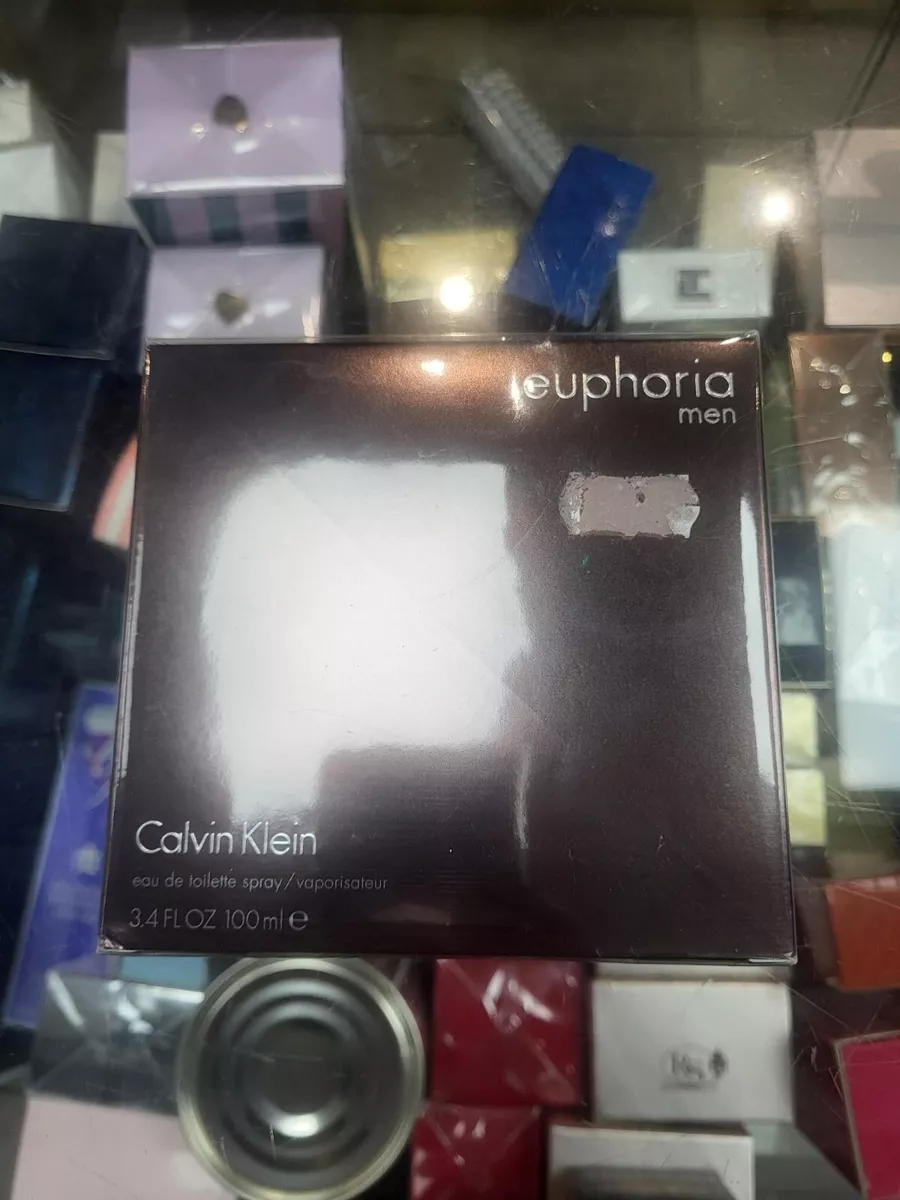 euphoria
men
Calvin Klein
eau de toilette spray/vaporisateur
3.4 FL OZ 100 ml e